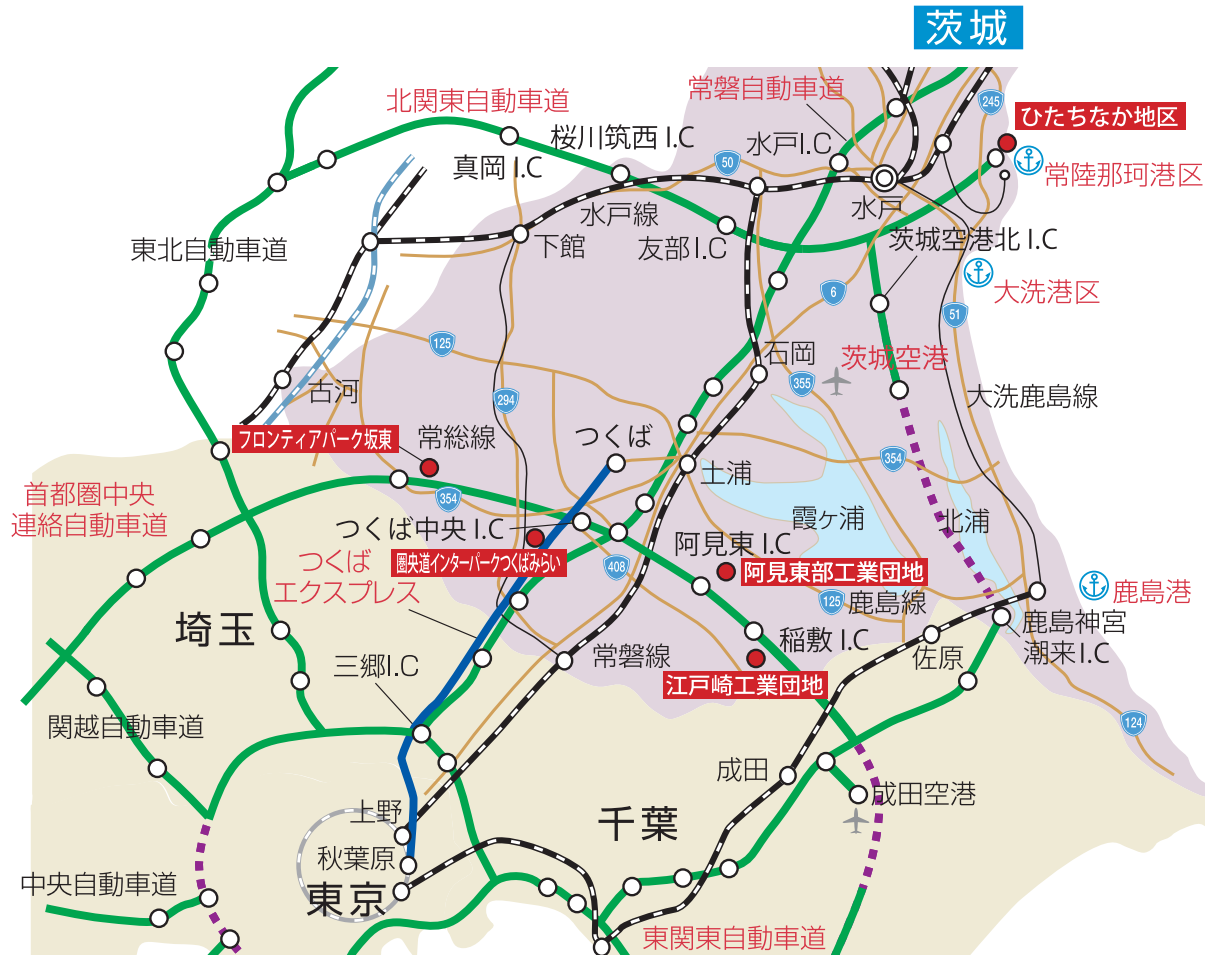 茨城
北関東自動車道
常磐自動車道
245
ひたちなか地区
桜川筑西 I.C
水戸I.C
50
真岡 I.C
常陸那珂港区
水戸線
水戸
東北自動車道
下館
友部 I.C
茨城空港北 I.C
6
大洗港区
51
125
石岡
茨城空港
355
古河
294
大洗鹿島線
フロンティアパーク坂東
常総線
つくば
354
土浦
首都圏中央
連絡自動車道
354
霞ヶ浦
北浦
つくば中央 I.C
阿見東 I.C
圏央道インターパークつくばみらい
つくば
エクスプレス
408
阿見東部工業団地
鹿島港
125
鹿島線
埼玉
鹿島神宮
稲敷 I.C
佐原
潮来 I.C
三郷I.C
常磐線
江戸崎工業団地
関越自動車道
124
成田
成田空港
上野
千葉
秋葉原
中央自動車道
東京
東関東自動車道